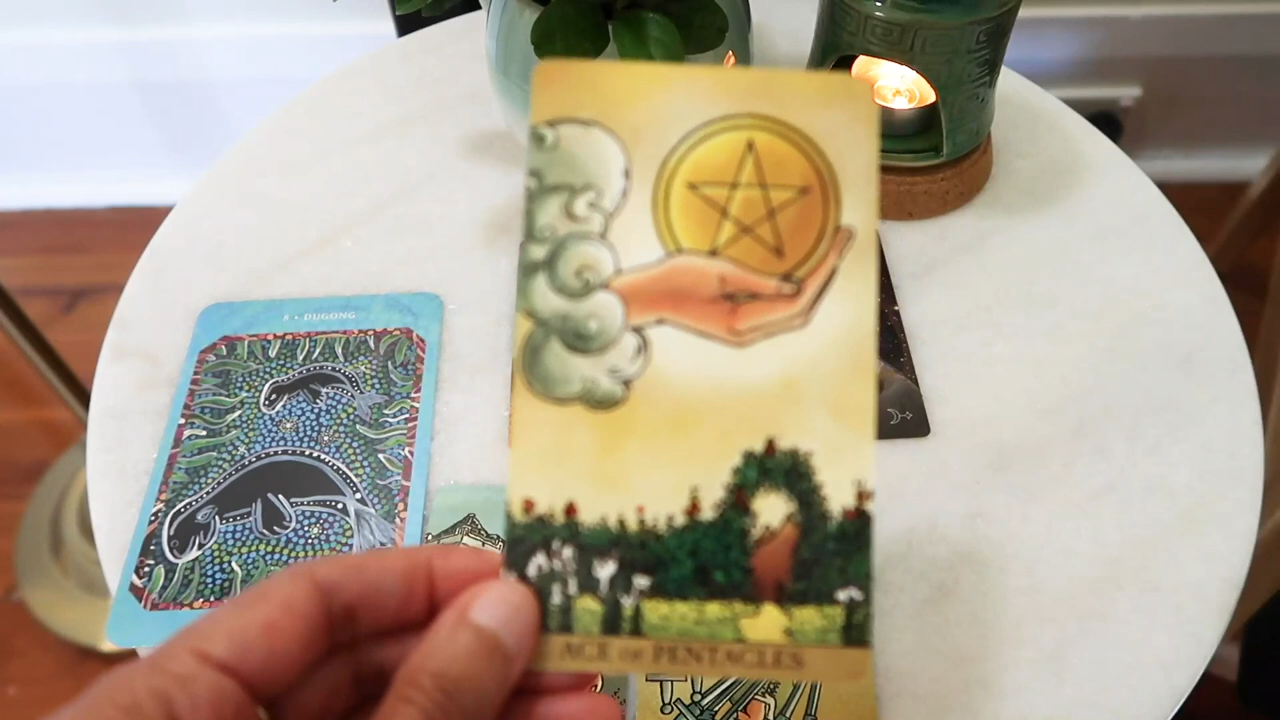 8 • DUGONG
ACE OF PENTACLES